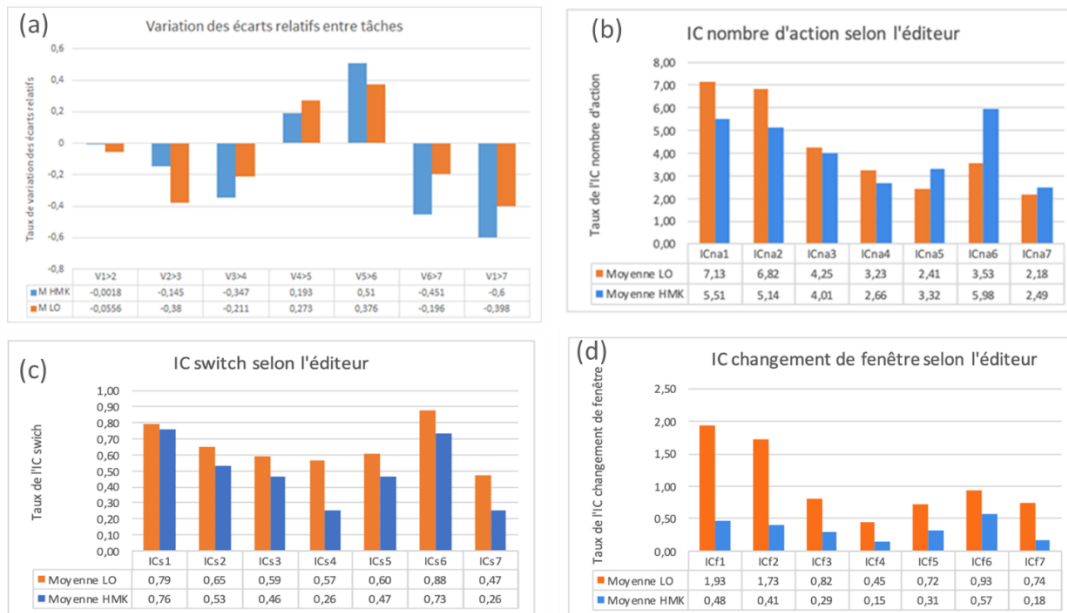 (a)
Variation des écarts relatifs entre tâches
Taux de variation des écarts relatifs
0,6
0,4
0,2
0
-0,2
-0,4
-0,6
-0,8
V1>2 V2>3 V3>4 V4>5 V5>6 V6>7 V1>7
M HMK -0,0018 -0,145 -0,347 0,193 0,51 -0,451 -0,6
M LO -0,0556 -0,38 -0,211 0,273 0,376 -0,196 -0,398
(b)
IC nombre d'action selon l'éditeur
Taux de l'IC nombre d'action
8,00
7,00
6,00
5,00
4,00
3,00
2,00
1,00
0,00
ICna1 ICna2 ICna3 ICna4 ICna5 ICna6 ICna7
Moyenne LO 7,13 6,82 4,25 3,23 2,41 3,53 2,18
Moyenne HMK 5,51 5,14 4,01 2,66 3,32 5,98 2,49
(c)
IC switch selon l'éditeur
Taux de l'IC swich
1,00
0,90
0,80
0,70
0,60
0,50
0,40
0,30
0,20
0,10
0,00
ICs1 ICs2 ICs3 ICs4 ICs5 ICs6 ICs7
Moyenne LO 0,79 0,65 0,59 0,57 0,60 0,88 0,47
Moyenne HMK 0,76 0,53 0,46 0,26 0,47 0,73 0,26
(d)
IC changement de fenêtre selon l'éditeur
Taux de l'IC changement de fenêtre
2,50
2,00
1,50
1,00
0,50
0,00
ICf1 ICf2 ICf3 ICf4 ICf5 ICf6 ICf7
Moyenne LO 1,93 1,73 0,82 0,45 0,72 0,93 0,74
Moyenne HMK 0,48 0,41 0,29 0,15 0,31 0,57 0,18